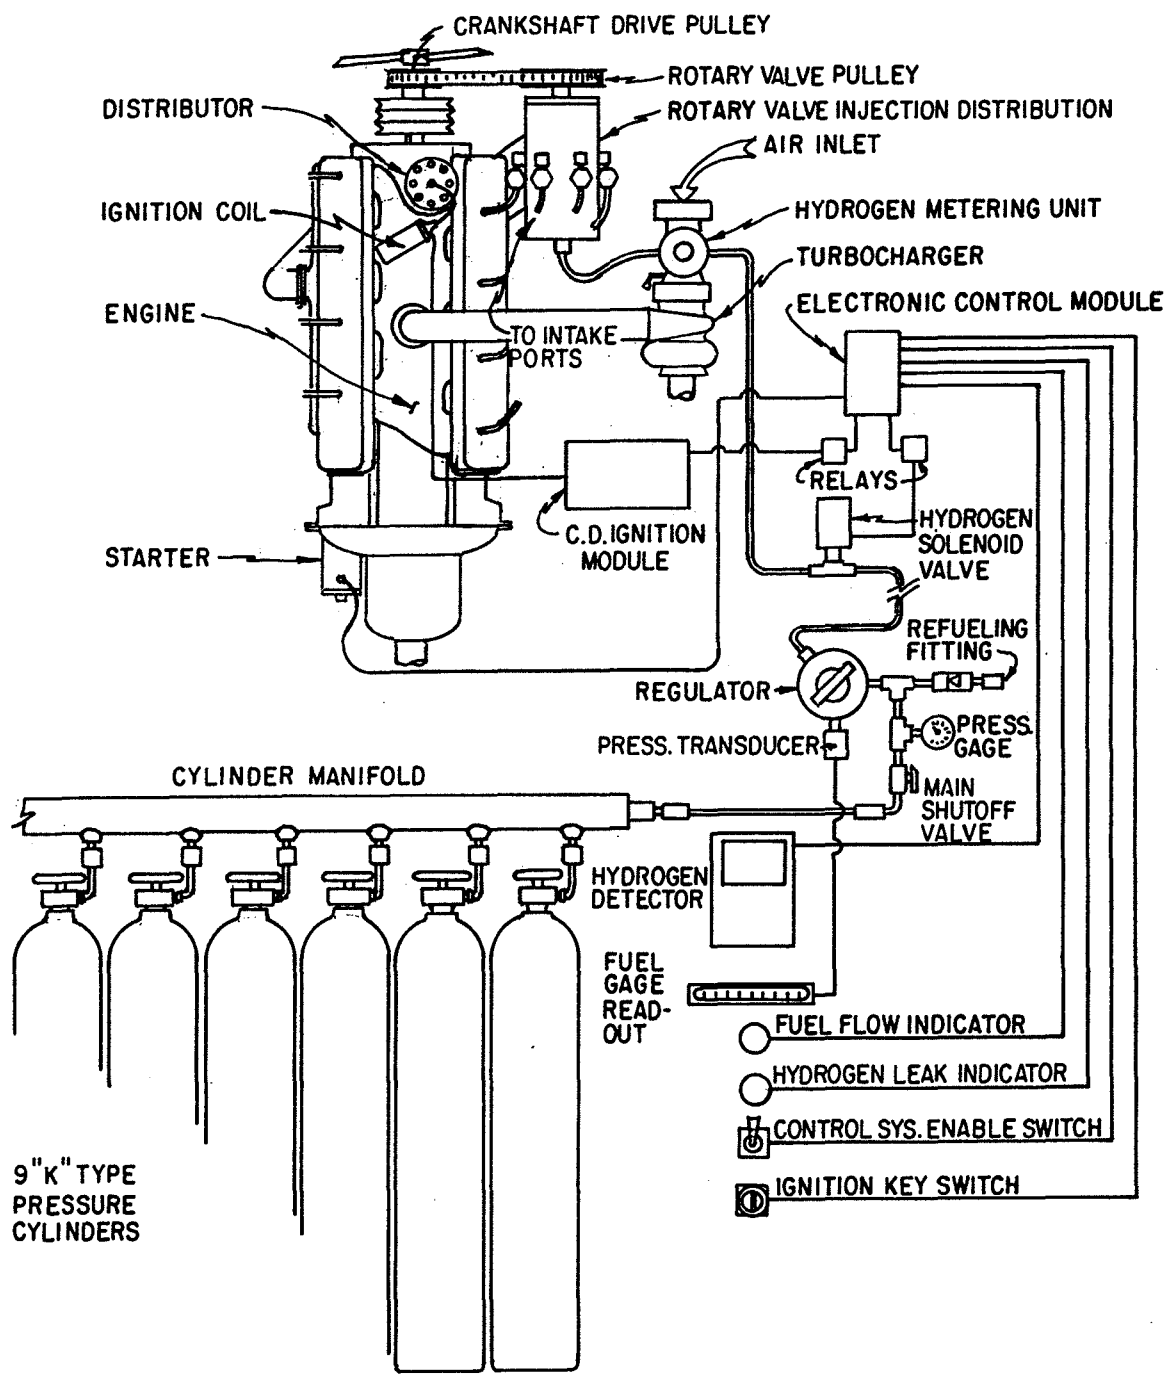 CRANKSHAFT DRIVE PULLEY
ROTARY VALVE PULLEY
DISTRIBUTOR
ROTARY VALVE INJECTION DISTRIBUTION
AIR INLET
IGNITION COIL
HYDROGEN METERING UNIT
TURBOCHARGER
ENGINE
ELECTRONIC CONTROL MODULE
TO INTAKE
PORTS
RELAYS
C.D. IGNITION
MODULE
HYDROGEN
SOLENOID
VALVE
STARTER
REFUELING
FITTING
REGULATOR
PRESS. TRANSDUCER
PRESS.
GAGE
CYLINDER MANIFOLD
MAIN
SHUTOFF
VALVE
HYDROGEN
DETECTOR
FUEL
GAGE
READ-
OUT
FUEL FLOW INDICATOR
HYDROGEN LEAK INDICATOR
CONTROL SYS. ENABLE SWITCH
IGNITION KEY SWITCH
9 "K" TYPE
PRESSURE
CYLINDERS